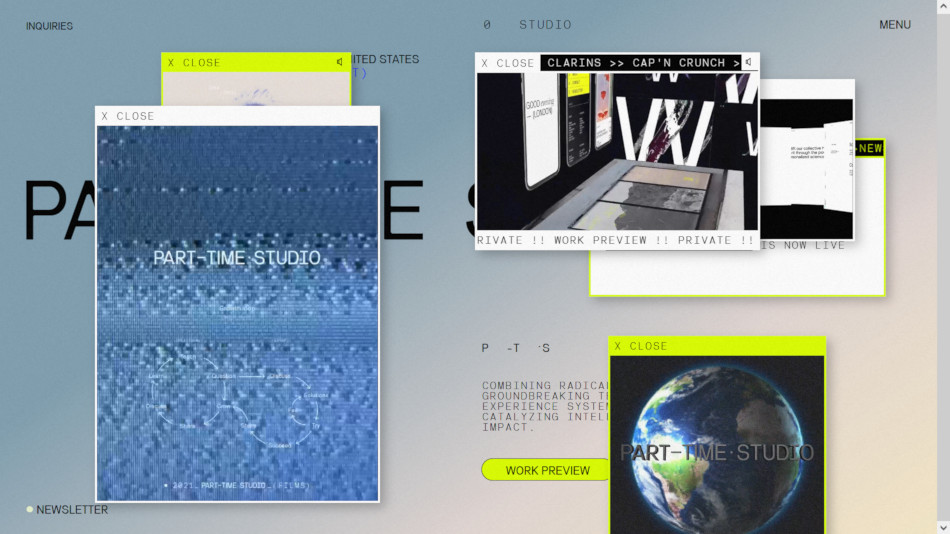 INQUIRIES
0 STUDIO
MENU
X CLOSE
NITED STATES
T)
X CLOSE
CLARINS >> CAP'N CRUNCH >
X CLOSE
GOOD morning
— (LONDON)
W
NEW
PA
E
S
RIVATE !! WORK PREVIEW !! PRIVATE !!
IS NOW LIVE
PART-TIME STUDIO
X CLOSE
P -T ·S
COMBINING RADICAL
GROUNDBREAKING T
EXPERIENCE SYSTEM
CATALYZING INTEL
IMPACT.
PART-TIME·STUDIO
WORK PREVIEW
2021. PART-TIME STUDIO.(FILMS)
NEWSLETTER